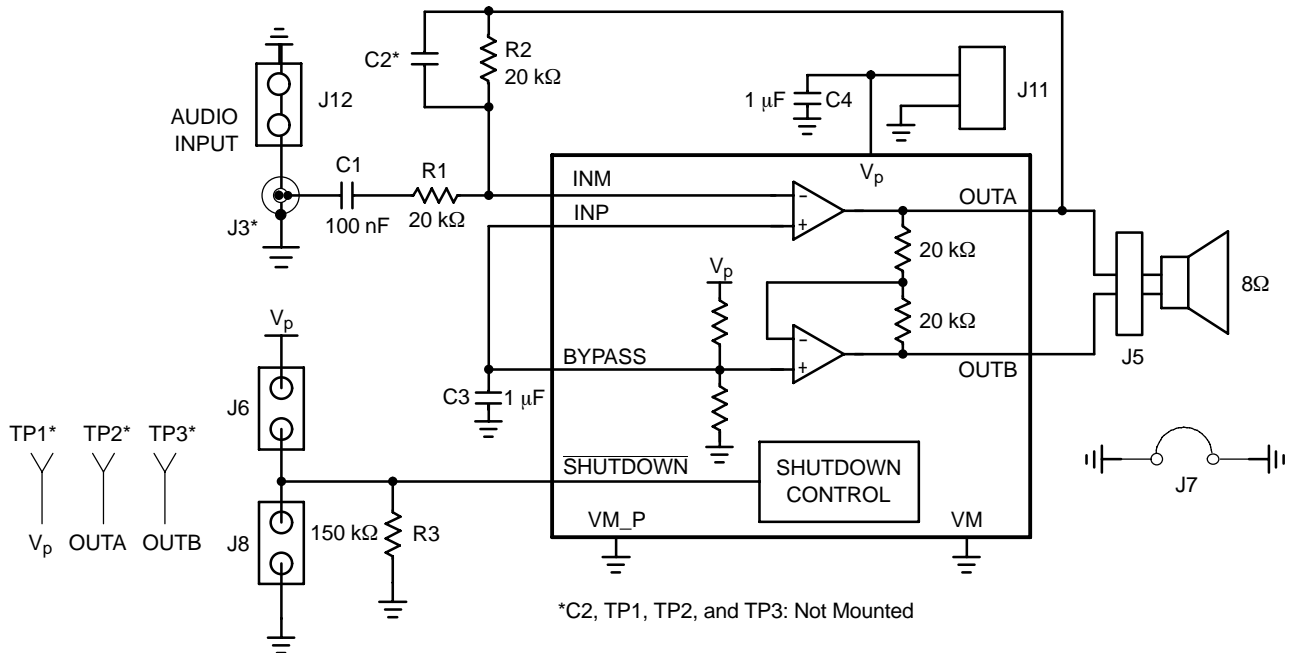 C2*
R2
20 kΩ
J12
AUDIO
INPUT
1 μF
C4
J11
Vp
C1
R1
INM
OUTA
J3*
100 nF
20 kΩ
INP
20 kΩ
Vp
8Ω
20 kΩ
Vp
BYPASS
OUTB
J5
C3
1 μF
J6
TP1*
TP2*
TP3*
SHUTDOWN
SHUTDOWN
CONTROL
J7
J8
150 kΩ
R3
VM_P
VM
Vp
OUTA
OUTB
*C2, TP1, TP2, and TP3: Not Mounted